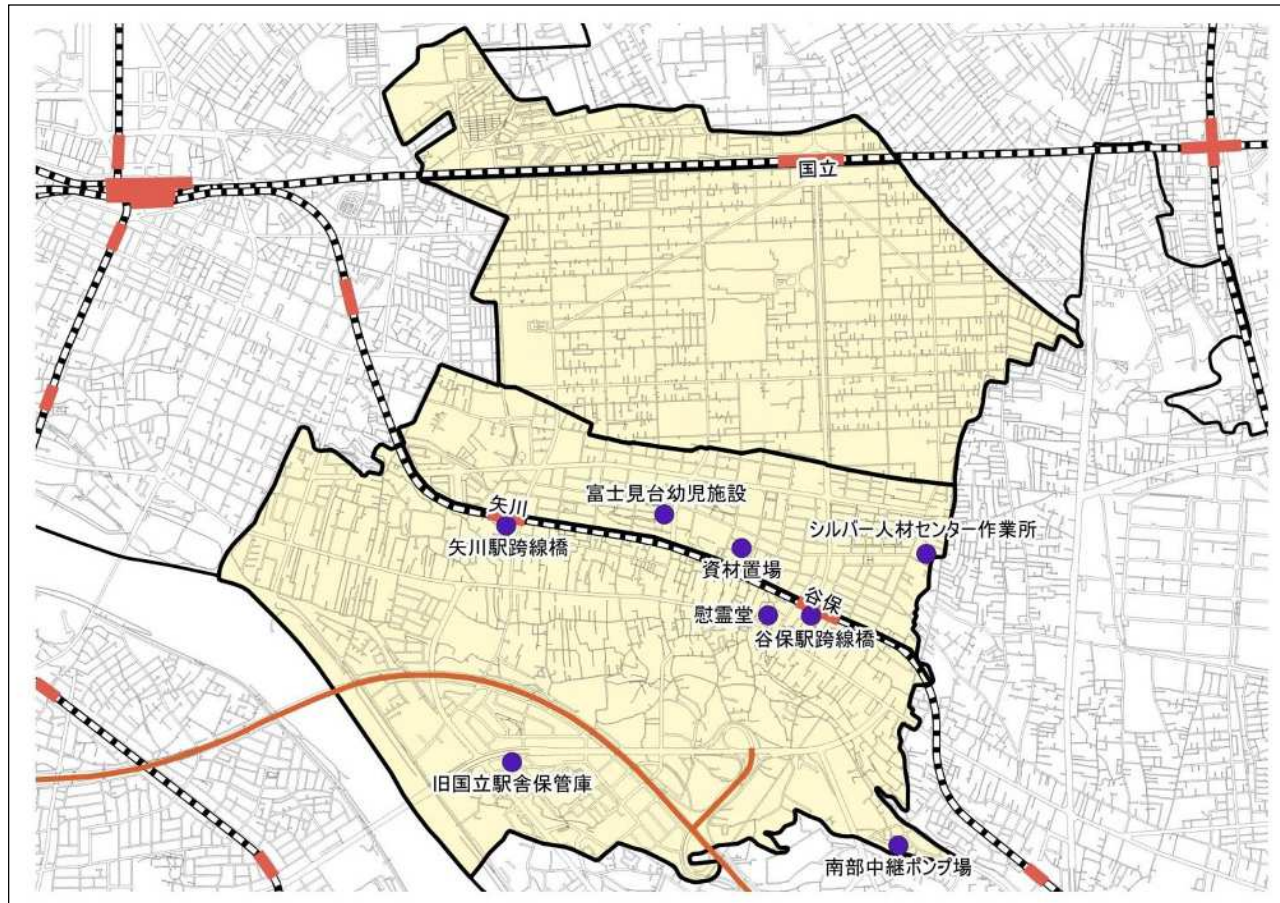 国立
矢川
富士見台幼児施設
矢川駅跨線橋
シルバー人材センター作業所
資材置場
谷保
慰霊堂
谷保駅跨線橋
旧国立駅舎保管庫
南部中継ポンプ場